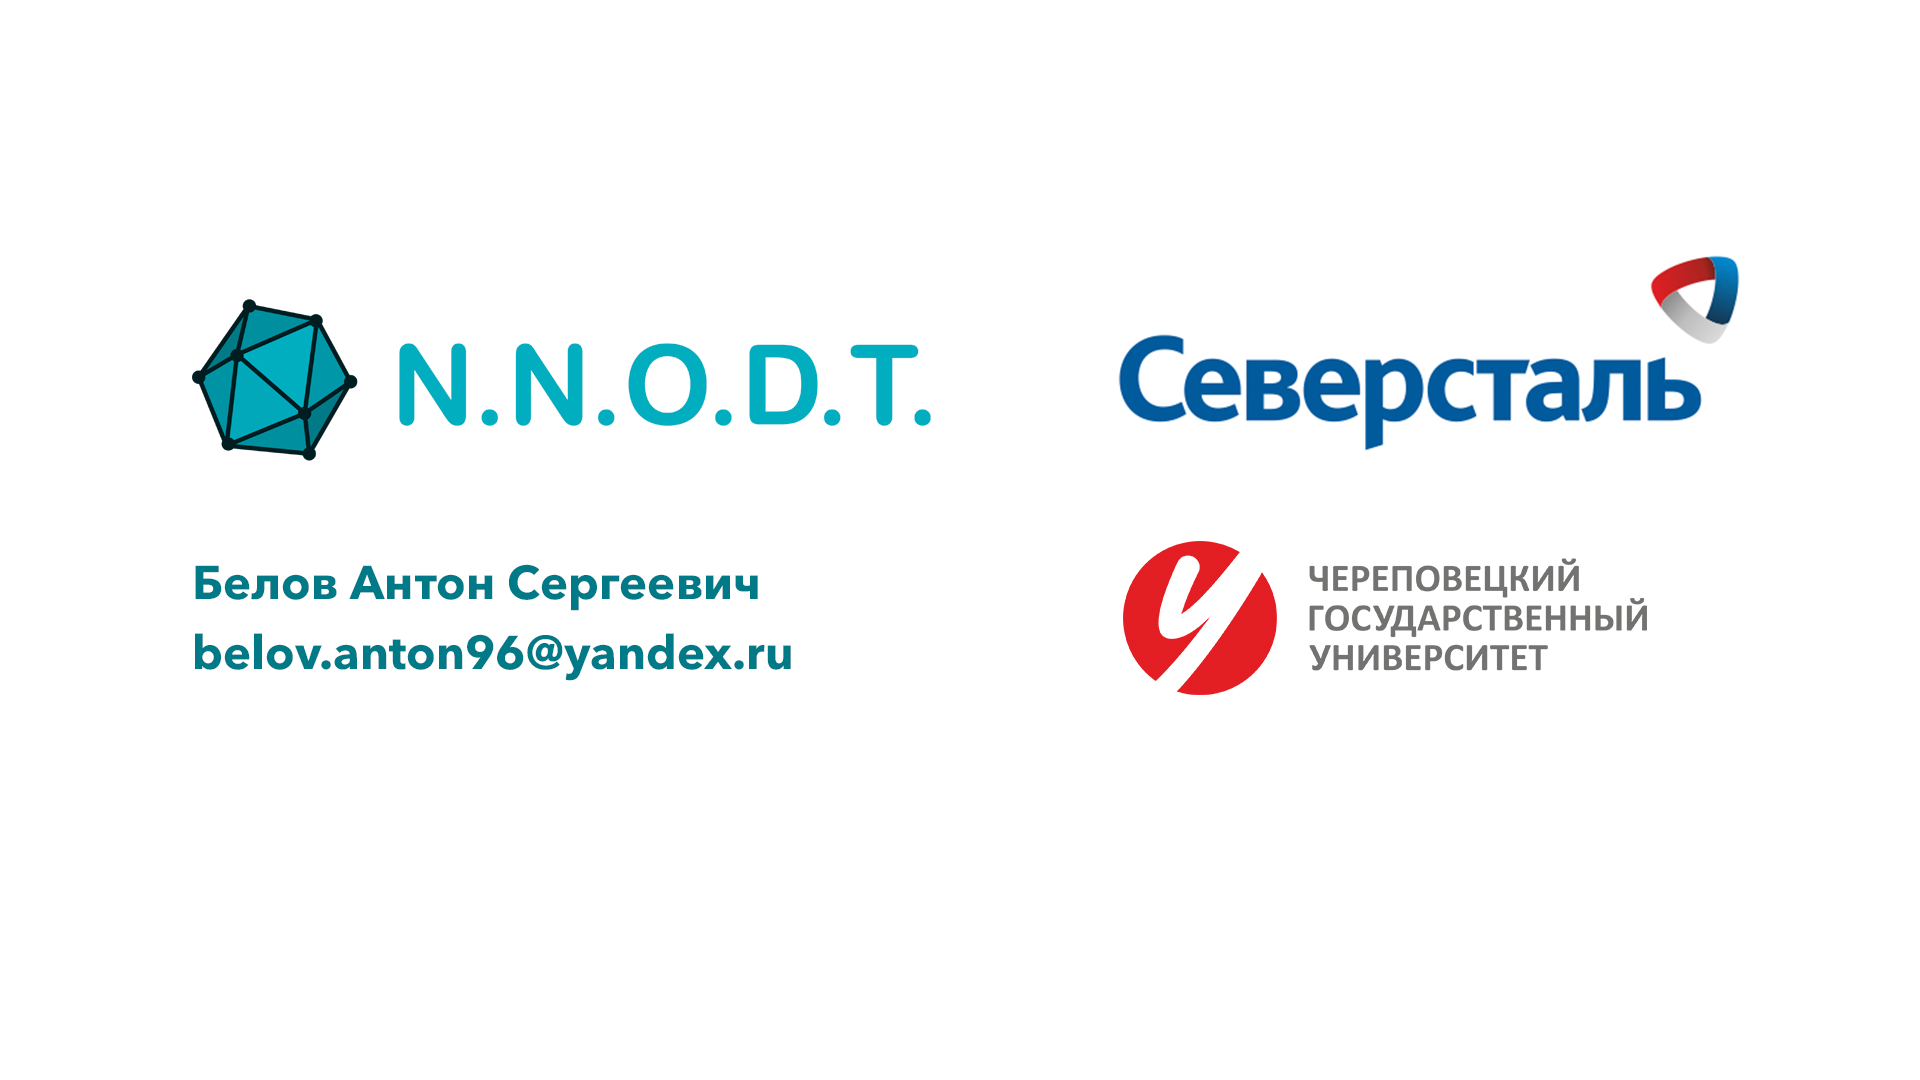 N.N.O.D.T.
Белов Антон Сергеевич
belov.anton96@yandex.ru
Северсталь
ЧЕРЕПОВЕЦКИЙ
ГОСУДАРСТВЕННЫЙ
УНИВЕРСИТЕТ